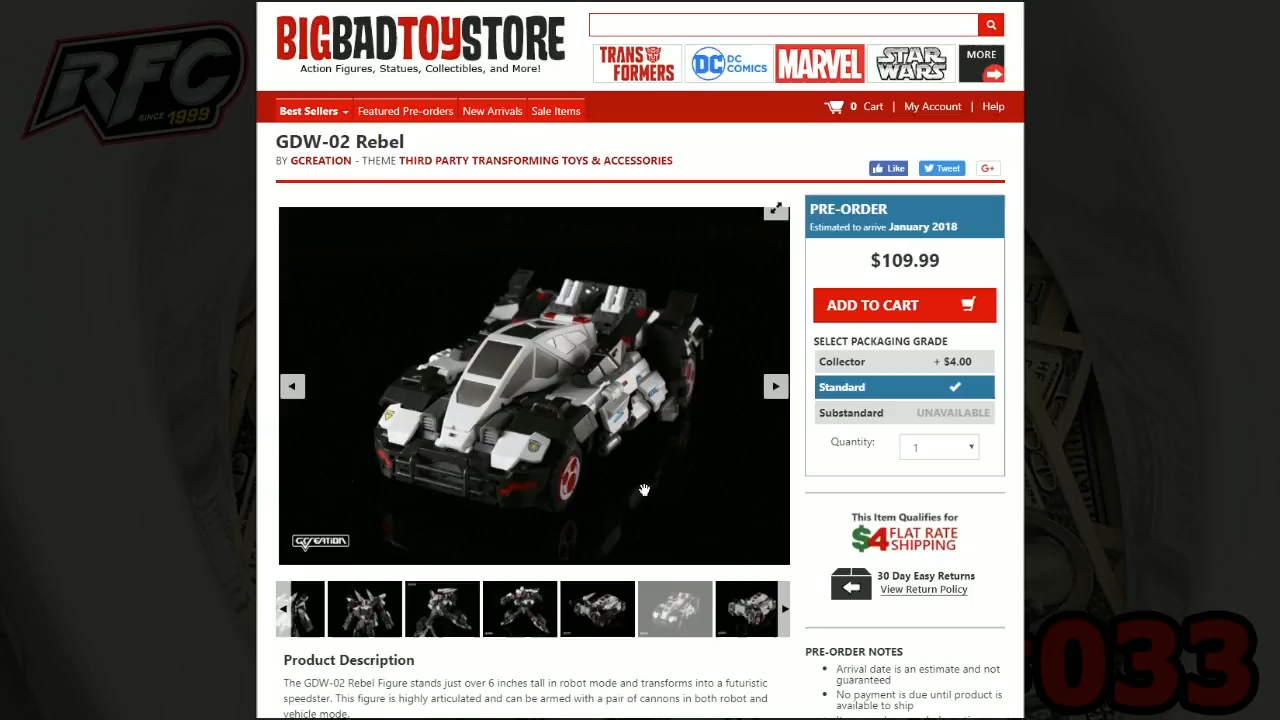 RFC
SINCE 1999
BIGBADTOYSTORE
Action Figures, Statues, Collectibles, and More!
TRANSFORMERS
DC COMICS
MARVEL
STAR WARS
MORE
Best Sellers
Featured Pre-orders
New Arrivals
Sale Items
0 Cart | My Account | Help
GDW-02 Rebel
BY GCREATION - THEME THIRD PARTY TRANSFORMING TOYS & ACCESSORIES
Like
Tweet
G+
GCREATION
PRE-ORDER
Estimated to arrive January 2018
$109.99
ADD TO CART
SELECT PACKAGING GRADE
Collector + $4.00
Standard
Substandard UNAVAILABLE
Quantity: 1
This Item Qualifies for
$4 FLAT RATE
SHIPPING
30 Day Easy Returns
View Return Policy
Product Description
The GDW-02 Rebel Figure stands just over 6 inches tall in robot mode and transforms into a futuristic
speedster. This figure is highly articulated and can be armed with a pair of cannons in both robot and
vehicle mode.
PRE-ORDER NOTES
Arrival date is an estimate and not
guaranteed
No payment is due until product is
available to ship
#033